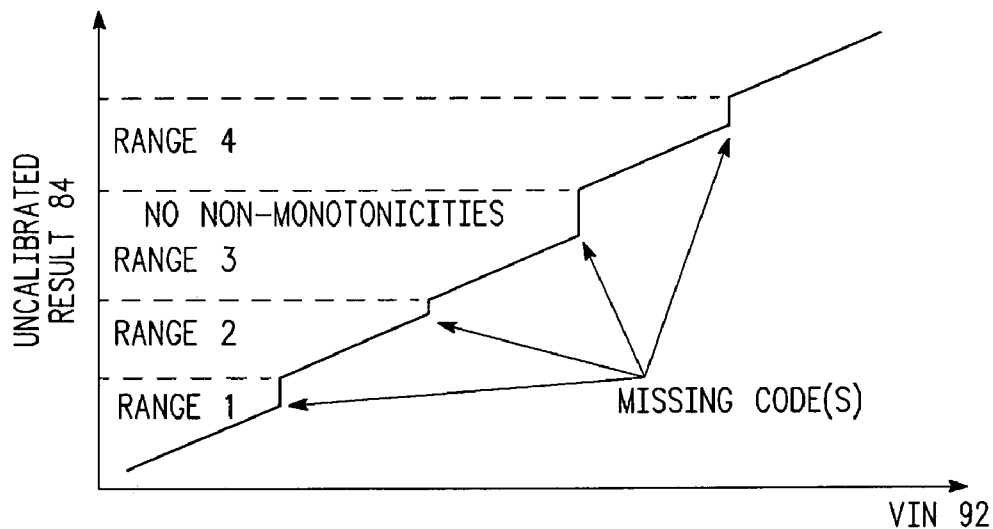 RANGE 4
NO NON-MONOTONICITIES
RANGE 3
RANGE 2
RANGE 1
MISSING CODE(S)
UNCALIBRATED
RESULT 84
VIN 92